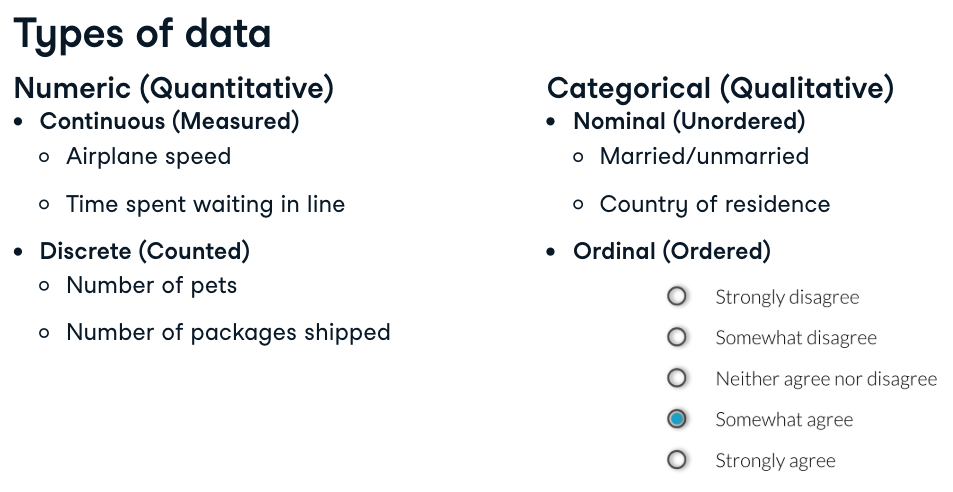 Types of data
Numeric (Quantitative)
• Continuous (Measured)
○ Airplane speed
○ Time spent waiting in line
• Discrete (Counted)
○ Number of pets
○ Number of packages shipped
Categorical (Qualitative)
• Nominal (Unordered)
○ Married/unmarried
○ Country of residence
• Ordinal (Ordered)
Strongly disagree
Somewhat disagree
Neither agree nor disagree
Somewhat agree
Strongly agree